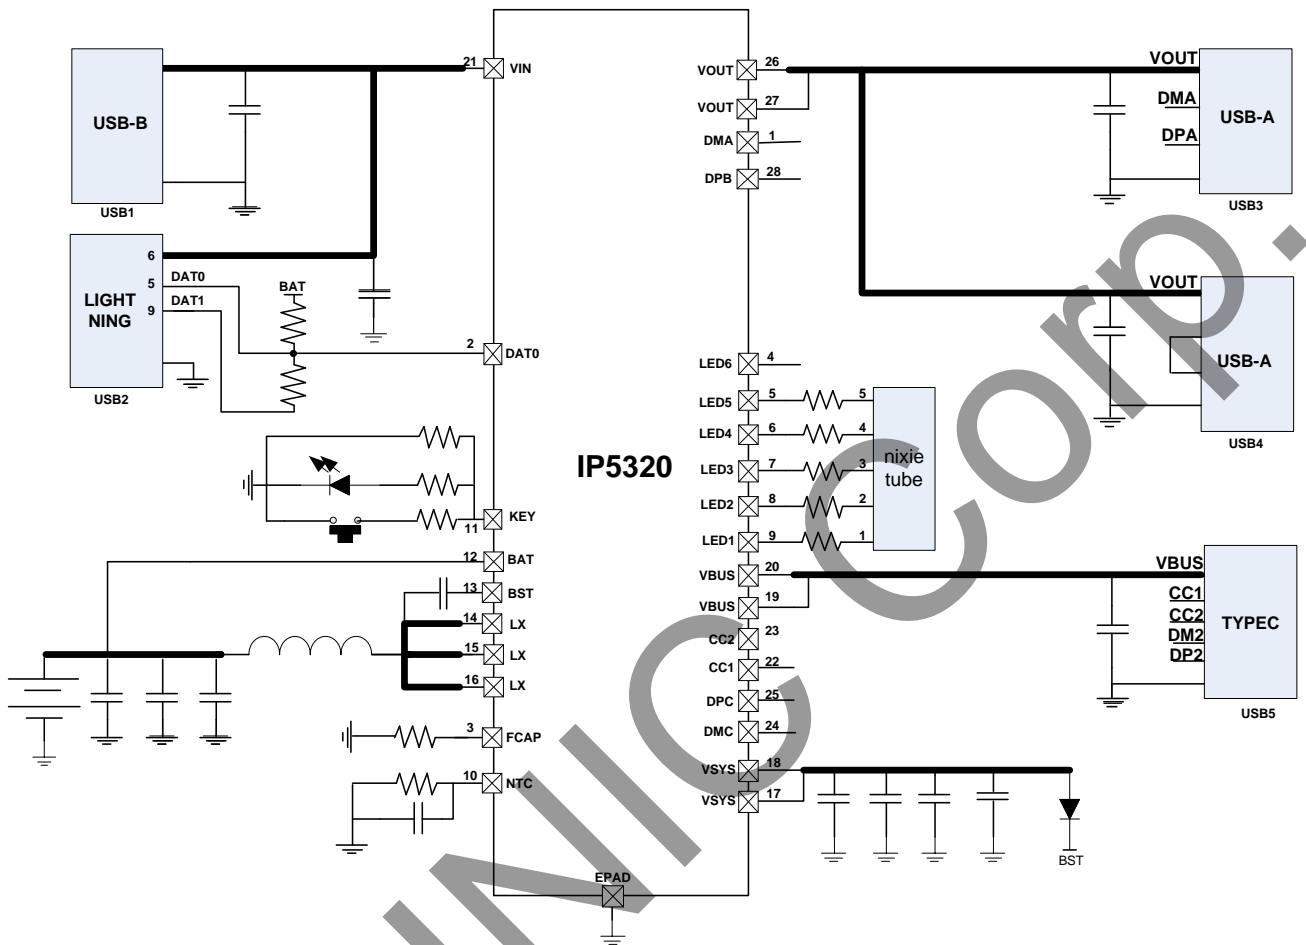 USB-B
USB1
21
VIN
LIGHT
NING
6
5
DAT0
9
DAT1
BAT
USB2
2
DAT0
KEY
11
12
BAT
13
BST
14
LX
15
LX
16
LX
3
FCAP
10
NTC
IP5320
EPAD
VOUT
26
VOUT
27
DMA
1
DPB
28
LED6
4
LED5
5
5
LED4
6
4
LED3
7
3
LED2
8
2
LED1
9
1
nixie
tube
VBUS
20
VBUS
19
CC2
23
CC1
22
DPC
25
DMC
24
VSYS
18
VSYS
17
BST
VOUT
DMA
DPA
USB-A
USB3
VOUT
USB-A
USB4
VBUS
CC1
CC2
DM2
DP2
TYPEC
USB5
INIC Corp.